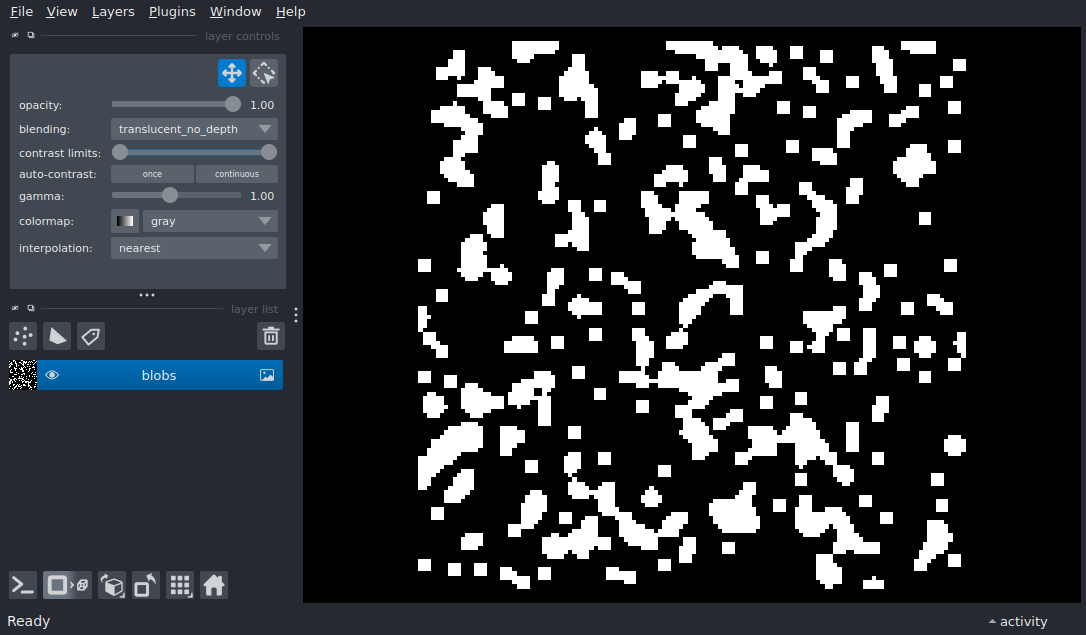 File View Layers Plugins Window Help
layer controls
opacity: 1.00
blending: translucent_no_depth
contrast limits:
auto-contrast: once continuous
gamma: 1.00
colormap: gray
interpolation: nearest
layer list
blobs
Ready activity